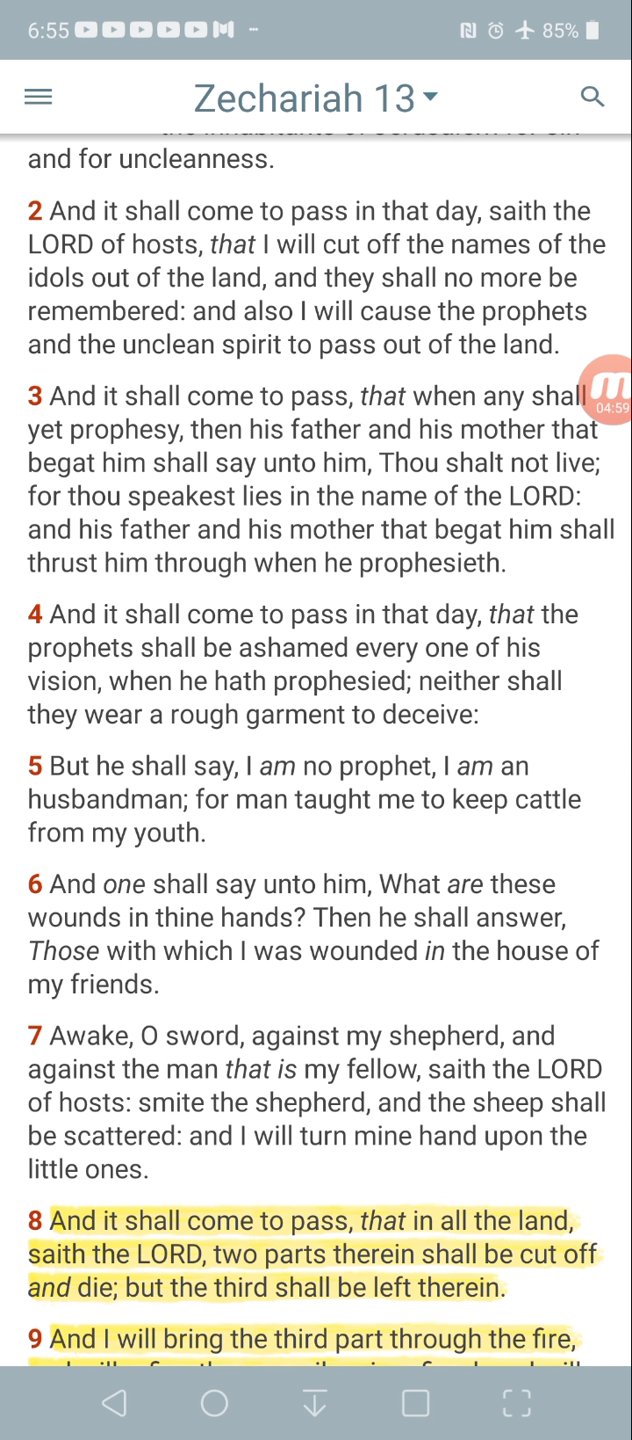 6:55
85%
Zechariah 13
the inhabitants of Jerusalem for sin
and for uncleanness.
2 And it shall come to pass in that day, saith the
LORD of hosts, that I will cut off the names of the
idols out of the land, and they shall no more be
remembered: and also I will cause the prophets
and the unclean spirit to pass out of the land.
3 And it shall come to pass, that when any shall
04:59
yet prophesy, then his father and his mother that
begat him shall say unto him, Thou shalt not live;
for thou speakest lies in the name of the LORD:
and his father and his mother that begat him shall
thrust him through when he prophesieth.
4 And it shall come to pass in that day, that the
prophets shall be ashamed every one of his
vision, when he hath prophesied; neither shall
they wear a rough garment to deceive:
5 But he shall say, I am no prophet, I am an
husbandman; for man taught me to keep cattle
from my youth.
6 And one shall say unto him, What are these
wounds in thine hands? Then he shall answer,
Those with which I was wounded in the house of
my friends.
7 Awake, O sword, against my shepherd, and
against the man that is my fellow, saith the LORD
of hosts: smite the shepherd, and the sheep shall
be scattered: and I will turn mine hand upon the
little ones.
8 And it shall come to pass, that in all the land,
saith the LORD, two parts therein shall be cut off
and die; but the third shall be left therein.
9 And I will bring the third part through the fire,